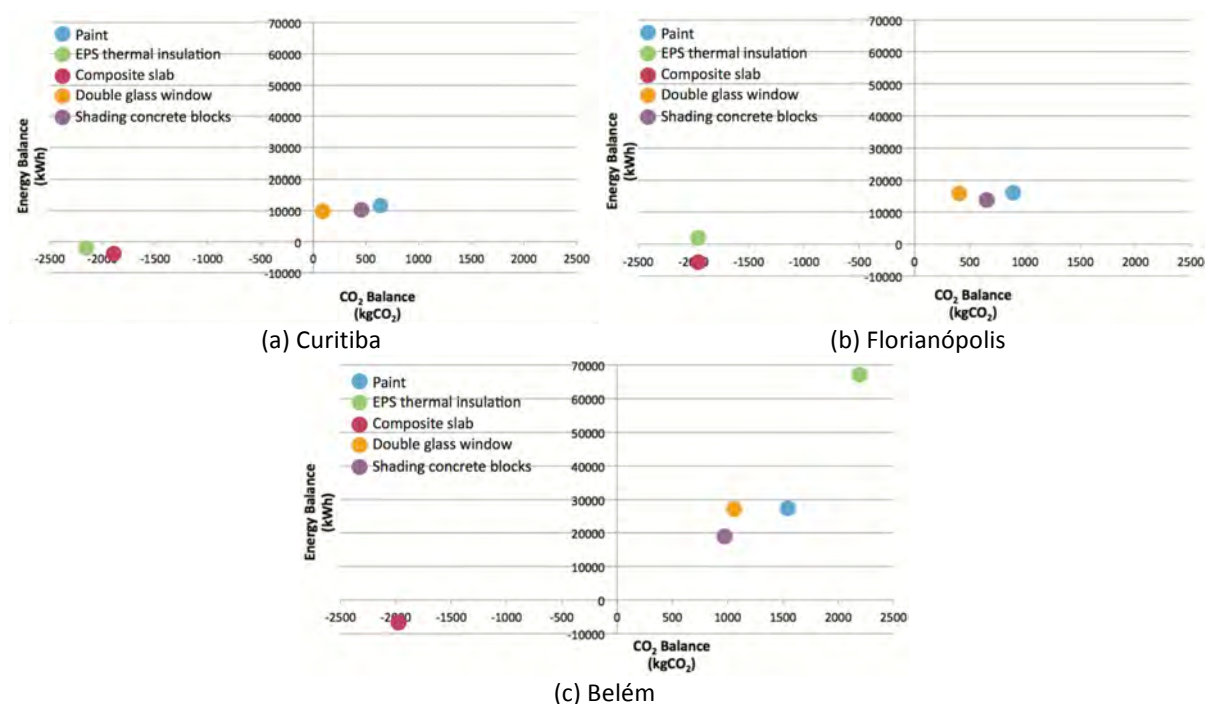 70000
60000
50000
40000
30000
20000
10000
0
-10000
Paint
EPS thermal insulation
Composite slab
Double glass window
Shading concrete blocks
Energy Balance
(kWh)
-2500 -2000 -1500 -1000 -500 0 500 1000 1500 2000 2500
CO₂ Balance
(kgCO₂)
(a) Curitiba
70000
60000
50000
40000
30000
20000
10000
0
-10000
Paint
EPS thermal insulation
Composite slab
Double glass window
Shading concrete blocks
Energy Balance
(kWh)
-2500 -2000 -1500 -1000 -500 0 500 1000 1500 2000 2500
CO₂ Balance
(kgCO₂)
(b) Florianópolis
70000
60000
50000
40000
30000
20000
10000
0
-10000
Paint
EPS thermal insulation
Composite slab
Double glass window
Shading concrete blocks
Energy Balance
(kWh)
-2500 -2000 -1500 -1000 -500 0 500 1000 1500 2000 2500
CO₂ Balance
(kgCO₂)
(c) Belém